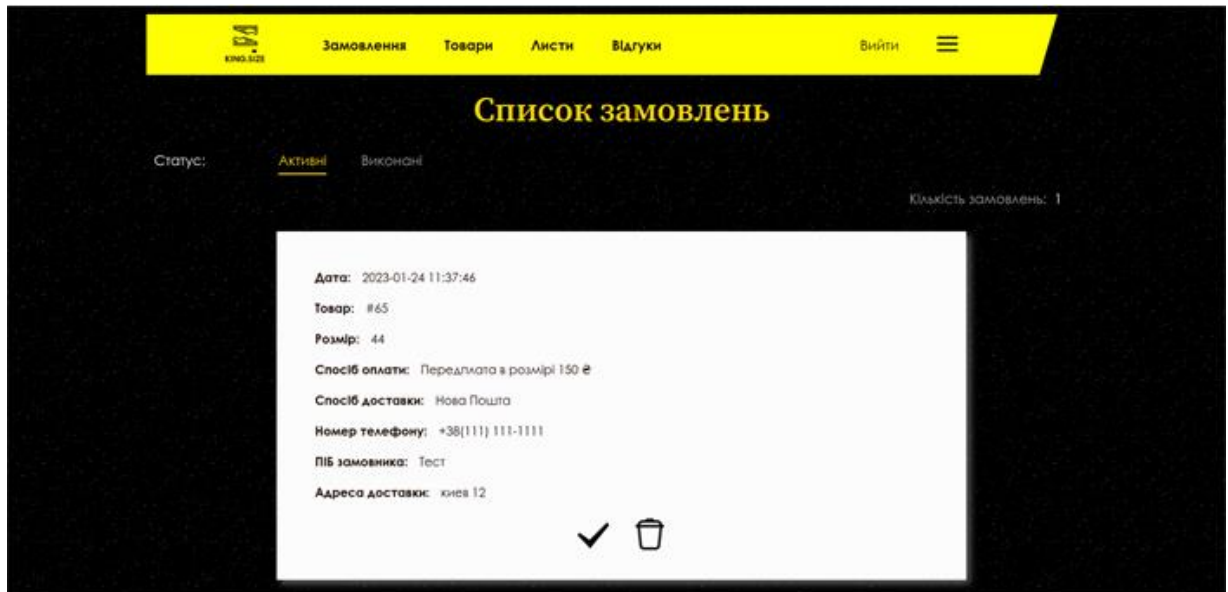 KING.SIZE
Замовлення Товари Листи Відгуки Вийти
Список замовлень
Статус: Активні Виконані
Кількість замовлень: 1
Дата: 2023-01-24 11:37:46
Товар: #65
Розмір: 44
Спосіб оплати: Передплата в розмірі 150 ₴
Спосіб доставки: Нова Пошта
Номер телефону: +38(111) 111-1111
ПІБ замовника: Тест
Адреса доставки: киев 12